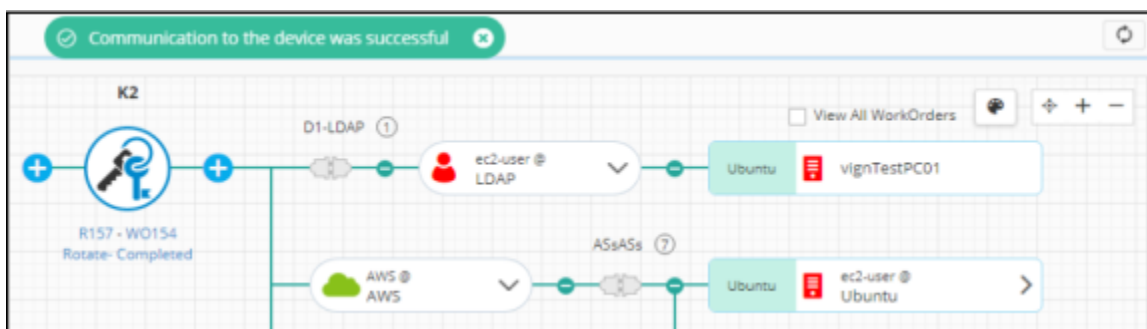 Communication to the device was successful
K2
View All WorkOrders
D1-LDAP 1
ec2-user @
LDAP
Ubuntu
vignTestPC01
R157 - WO154
Rotate- Completed
ASsASs 7
AWS @
AWS
Ubuntu
ec2-user @
Ubuntu